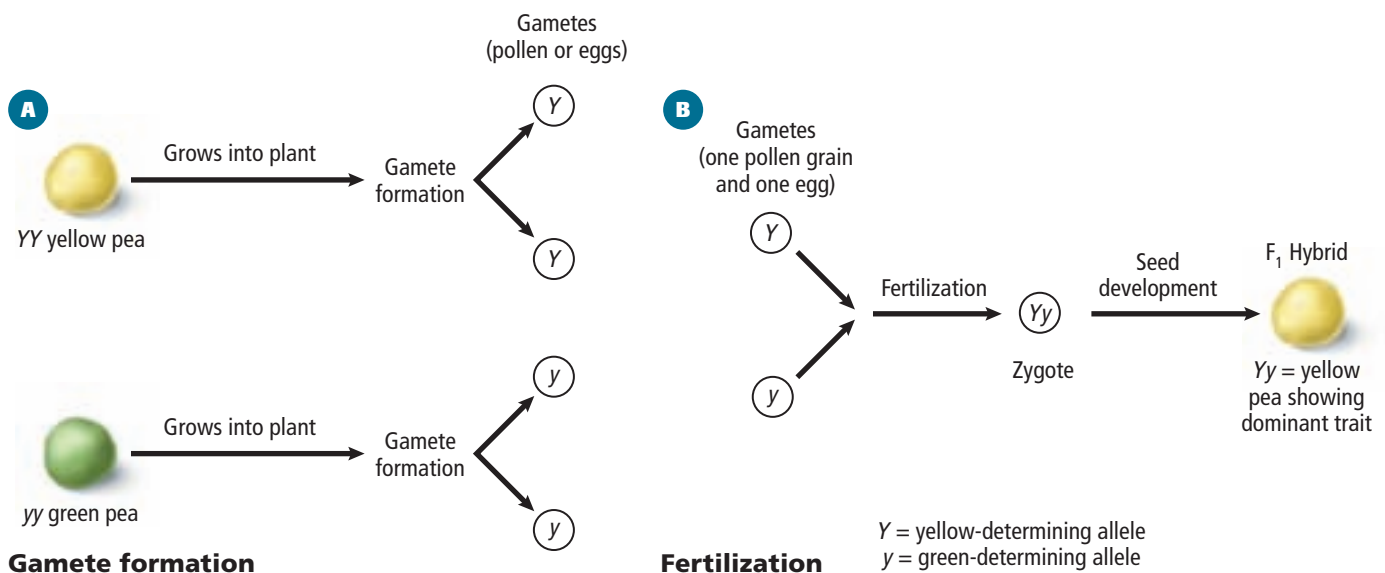 Gametes
(pollen or eggs)
A
Y
Grows into plant
Gamete
formation
YY yellow pea
Y
y
Grows into plant
Gamete
formation
yy green pea
y
Gamete formation
B
Gametes
(one pollen grain
and one egg)
Y
y
Fertilization
Yy
Zygote
Seed
development
F₁ Hybrid
Yy = yellow
pea showing
dominant trait
Fertilization
Y = yellow-determining allele
y = green-determining allele